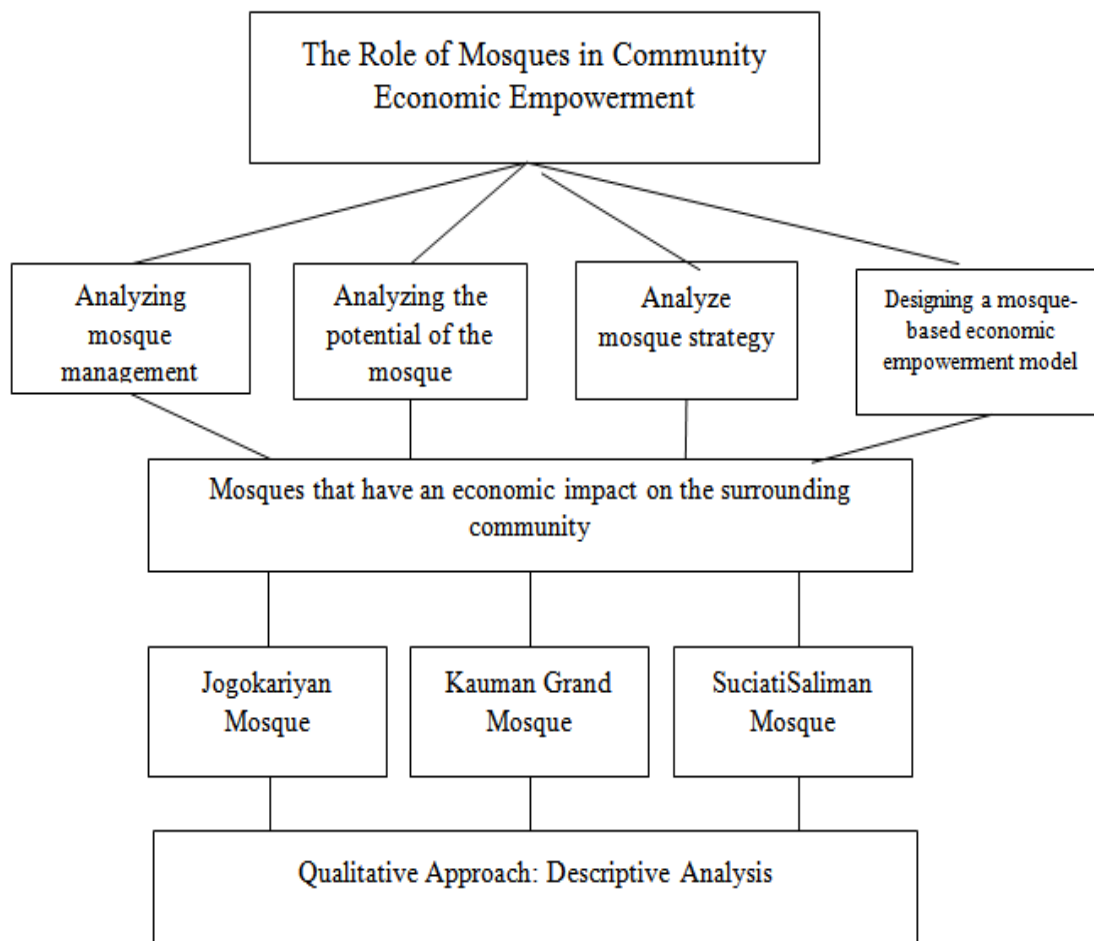 The Role of Mosques in Community
Economic Empowerment
Analyzing
mosque
management
Analyzing the
potential of the
mosque
Analyze
mosque strategy
Designing a mosque-
based economic
empowerment model
Mosques that have an economic impact on the surrounding
community
Jogokariyan
Mosque
Kauman Grand
Mosque
SuciatiSaliman
Mosque
Qualitative Approach: Descriptive Analysis